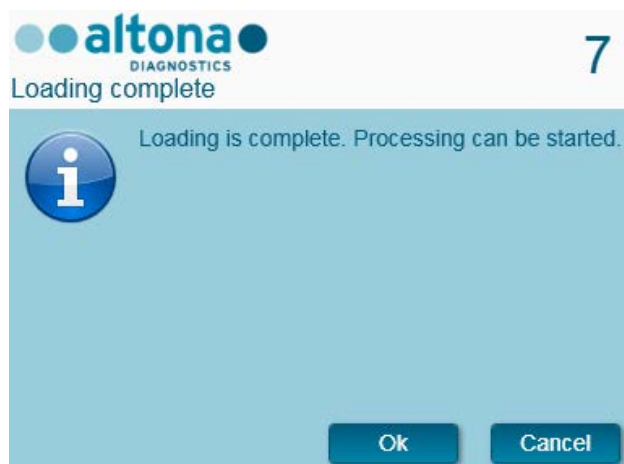 altona
DIAGNOSTICS
7
Loading complete
Loading is complete. Processing can be started.
Ok
Cancel